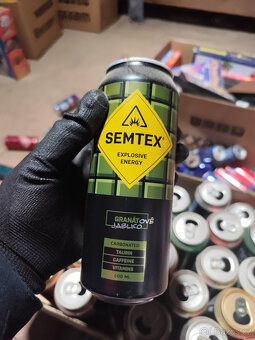 SEMTEX®
EXPLOSIVE
ENERGY
GRANÁTOVÉ
JABLKO
CARBONATED
TAURIN
CAFFEINE
VITAMINS
500 ML